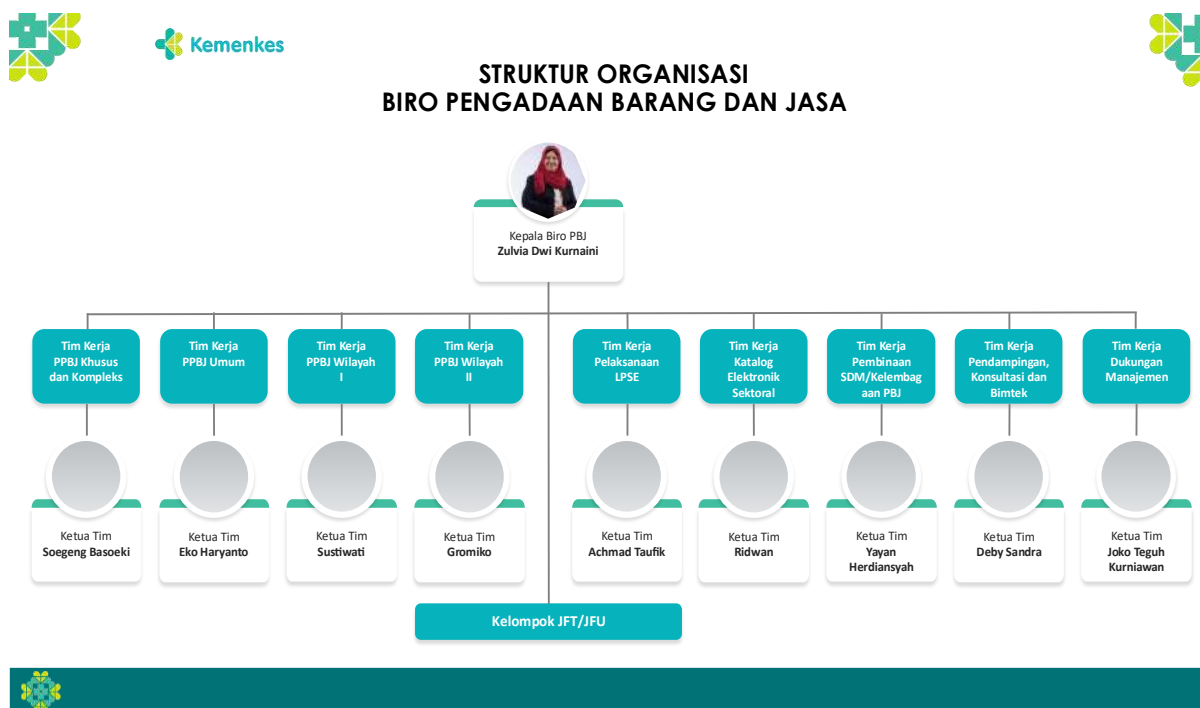 Kemenkes
STRUKTUR ORGANISASI
BIRO PENGADAAN BARANG DAN JASA
Kepala Biro PBJ
Zulvia Dwi Kurnaini
Tim Kerja
PPBJ Khusus
dan Kompleks
Tim Kerja
PPBJ Umum
Tim Kerja
PPBJ Wilayah
I
Tim Kerja
PPBJ Wilayah
II
Tim Kerja
Pelaksanaan
LPSE
Tim Kerja
Katalog
Elektronik
Sektoral
Tim Kerja
Pembinaan
SDM/Kelembag
aan PBJ
Tim Kerja
Pendampingan,
Konsultasi dan
Bimtek
Tim Kerja
Dukungan
Manajemen
Ketua Tim
Soegeng Basoeki
Ketua Tim
Eko Haryanto
Ketua Tim
Sustiwati
Ketua Tim
Gromiko
Ketua Tim
Achmad Taufik
Ketua Tim
Ridwan
Ketua Tim
Yayan
Herdiansyah
Ketua Tim
Deby Sandra
Ketua Tim
Joko Teguh
Kurniawan
Kelompok JFT/JFU